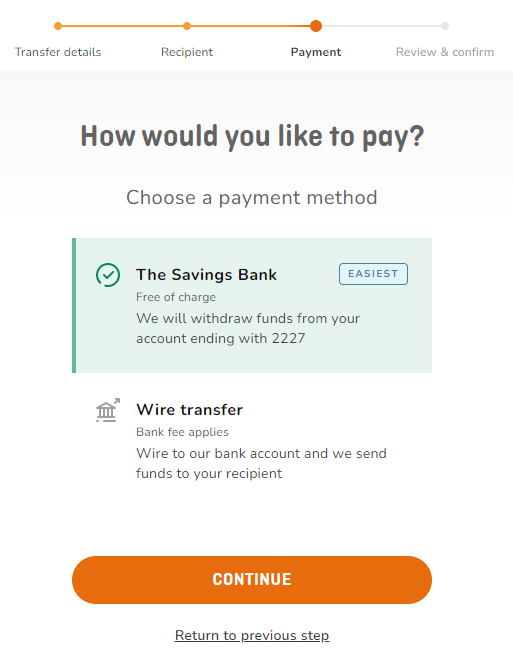 Transfer details
Recipient
Payment
Review & confirm
How would you like to pay?
Choose a payment method
The Savings Bank
EASIEST
Free of charge
We will withdraw funds from your
account ending with 2227
Wire transfer
Bank fee applies
Wire to our bank account and we send
funds to your recipient
CONTINUE
Return to previous step